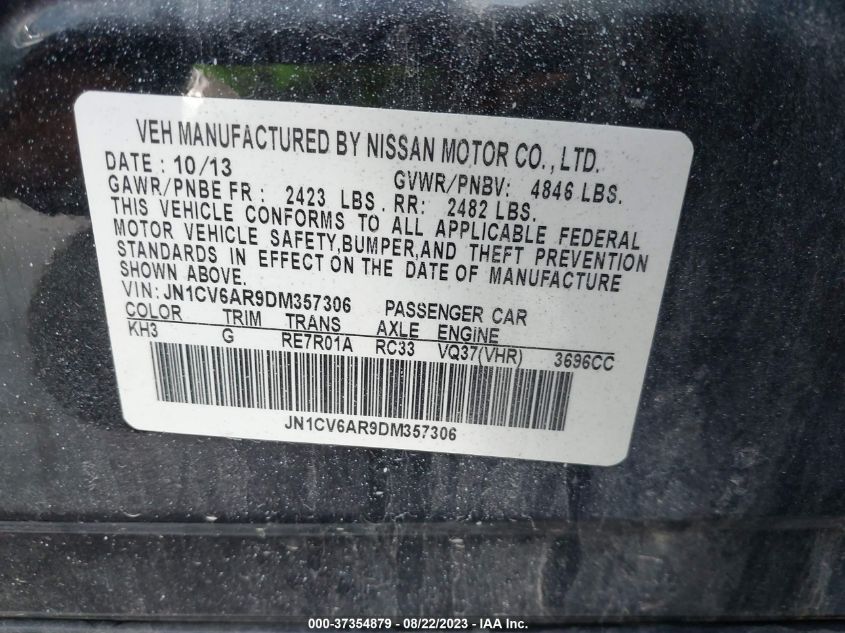 VEH MANUFACTURED BY NISSAN MOTOR CO., LTD.
DATE : 10/13 GVWR/PNBV: 4846 LBS.
GAWR/PNBE FR : 2423 LBS. RR: 2482 LBS.
THIS VEHICLE CONFORMS TO ALL APPLICABLE FEDERAL
MOTOR VEHICLE SAFETY,BUMPER,AND THEFT PREVENTION
STANDARDS IN EFFECT ON THE DATE OF MANUFACTURE
SHOWN ABOVE.
VIN: JN1CV6AR9DM357306 PASSENGER CAR
COLOR TRIM TRANS AXLE ENGINE
KH3 G RE7R01A RC33 VQ37(VHR) 3696CC
JN1CV6AR9DM357306
000-37354879 - 08/22/2023 - IAA Inc.